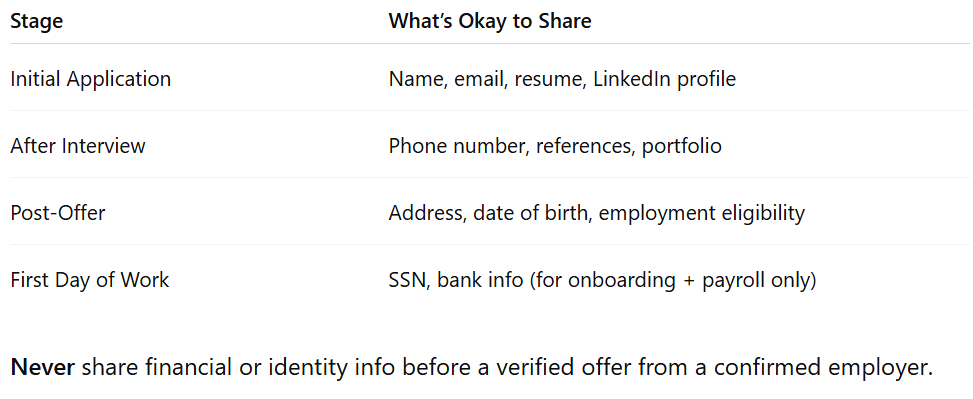 Stage What’s Okay to Share
Initial Application Name, email, resume, LinkedIn profile
After Interview Phone number, references, portfolio
Post-Offer Address, date of birth, employment eligibility
First Day of Work SSN, bank info (for onboarding + payroll only)
Never share financial or identity info before a verified offer from a confirmed employer.